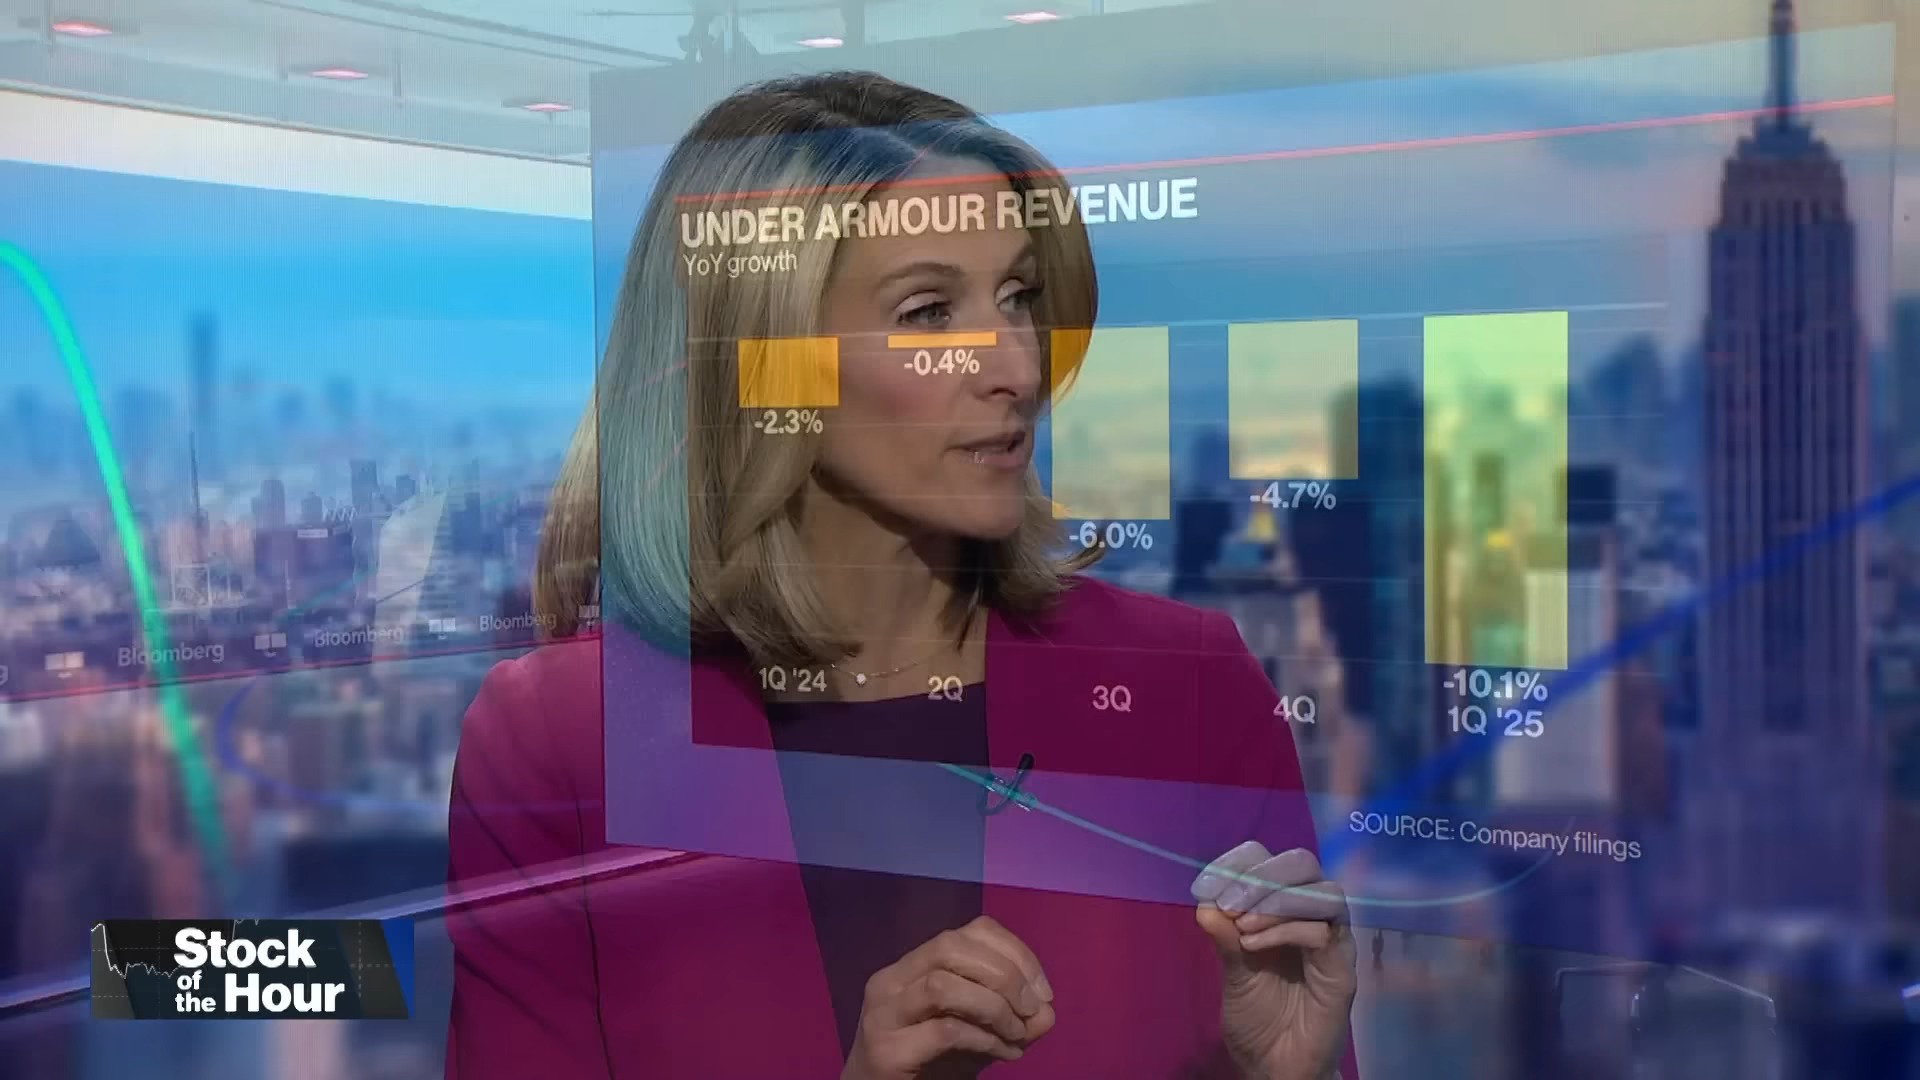 UNDER ARMOUR REVENUE
YoY growth
-2.3%
-0.4%
-6.0%
-4.7%
-10.1%
1Q '24
2Q
3Q
4Q
1Q '25
SOURCE: Company filings
Bloomberg
Bloomberg
Bloomberg
Stock
of
the Hour